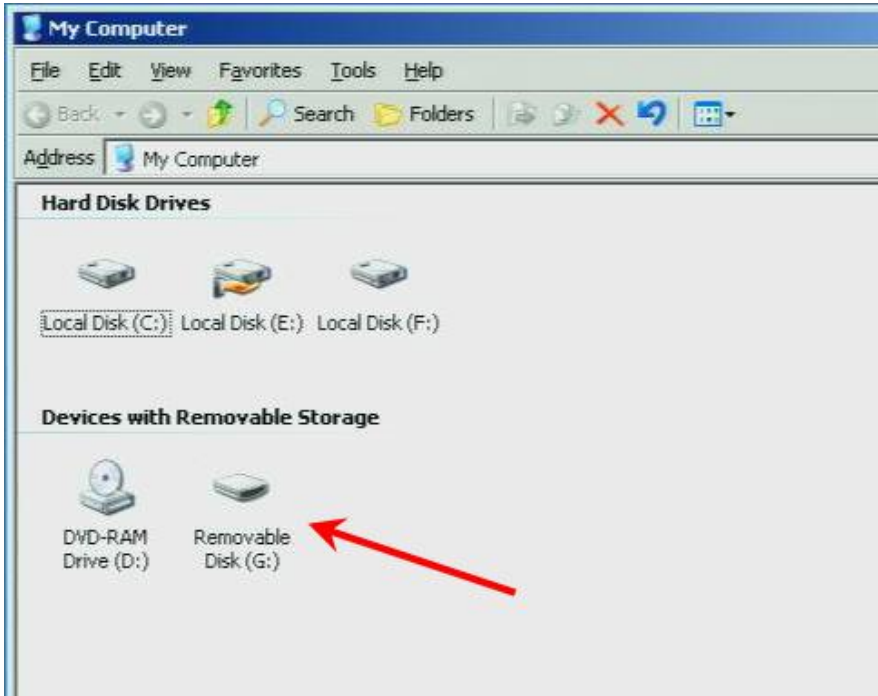 My Computer
File Edit View Favorites Tools Help
Back Search Folders
Address My Computer
Hard Disk Drives
Local Disk (C:) Local Disk (E:) Local Disk (F:)
Devices with Removable Storage
DVD-RAM Removable
Drive (D:) Disk (G:)